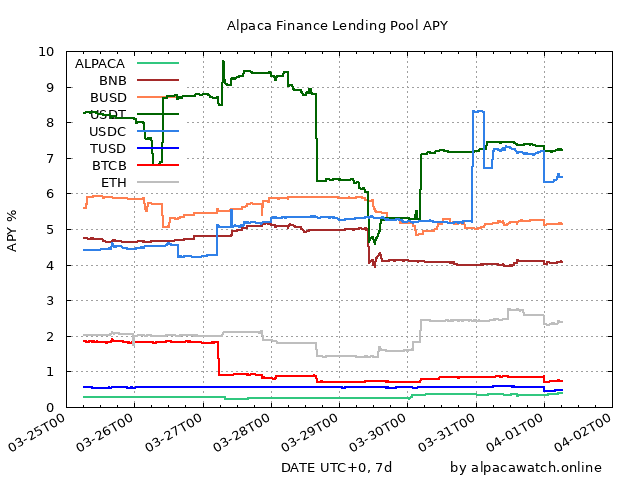 Alpaca Finance Lending Pool APY
10
9
8
7
6
5
4
3
2
1
0
APY %
ALPACA
BNB
BUSD
USDT
USDC
TUSD
BTCB
ETH
03-25T00
03-26T00
03-27T00
03-28T00
03-29T00
03-30T00
03-31T00
04-01T00
04-02T00
DATE UTC+0, 7d
by alpacawatch.online